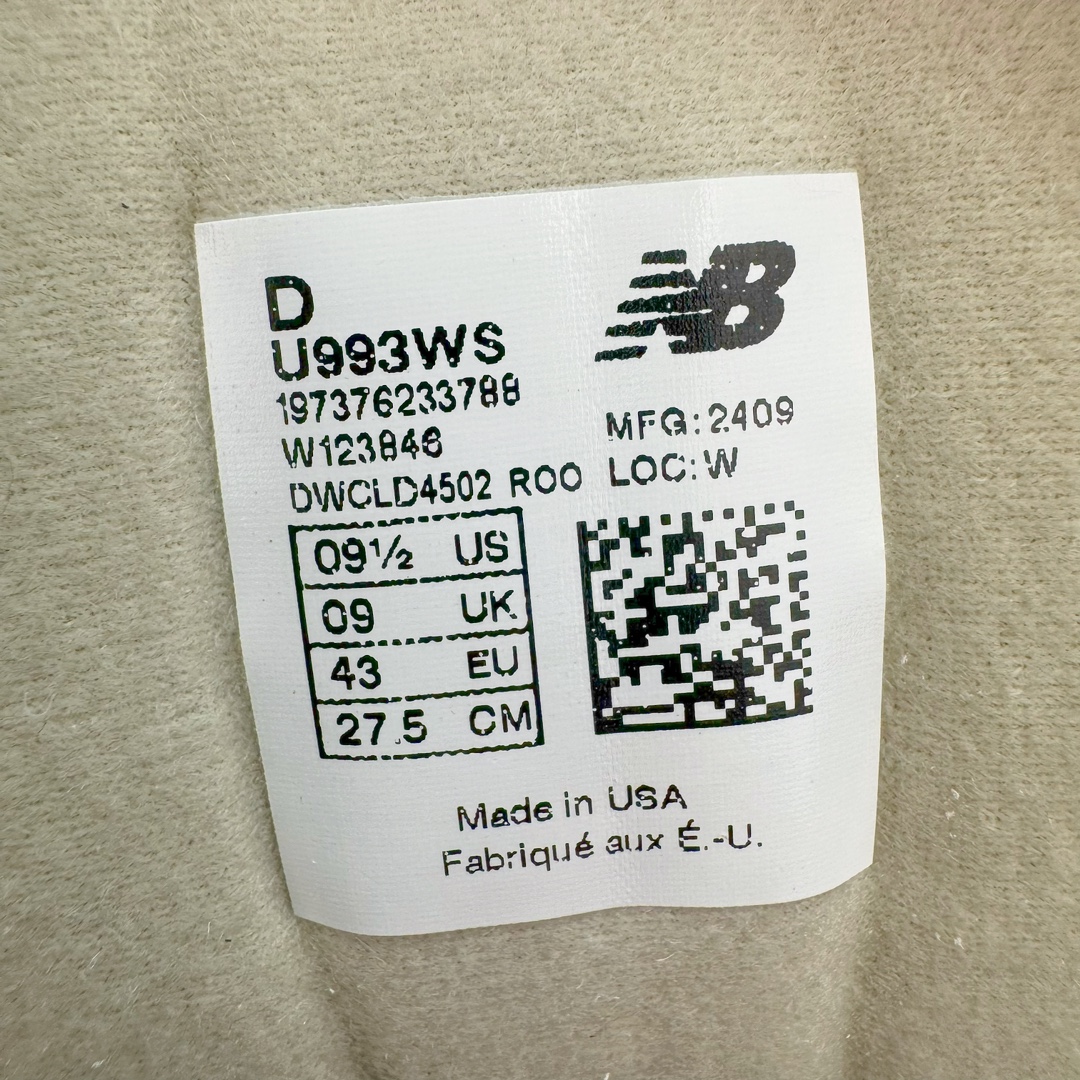 D
U993WS
197376233788
W123846
DWCLD4502 R00
NB
MFG:2409
LOC:W
09½ US
09 UK
43 EU
27.5 CM
Made in USA
Fabriqué aux É.-U.